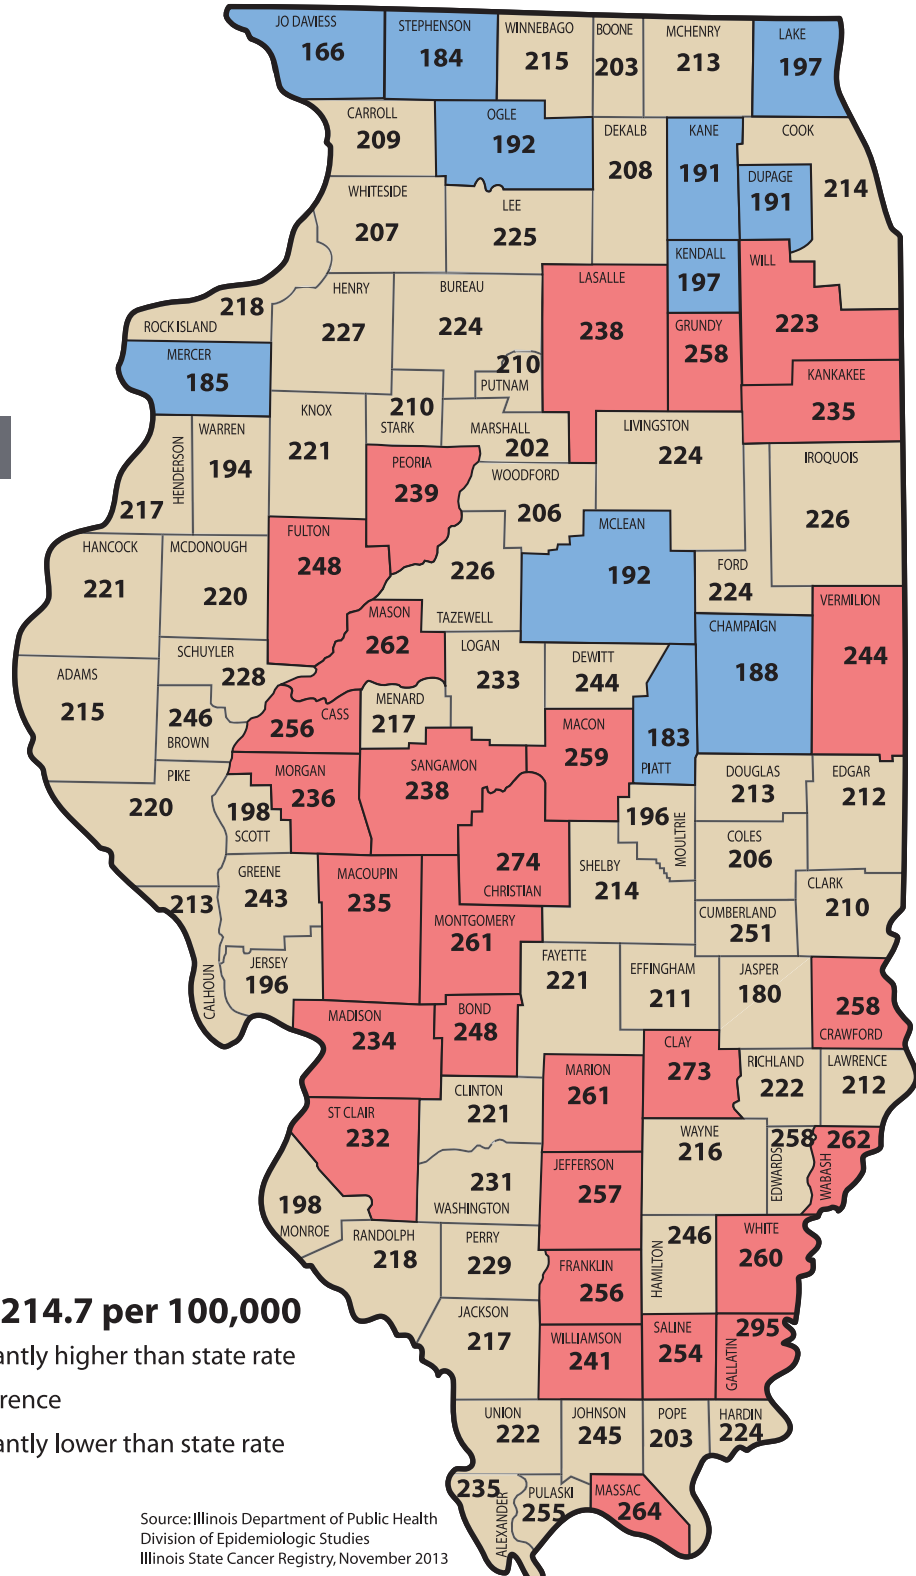 JO DAVIESS
166
STEPHENSON
184
WINNEBAGO
215
BOONE
203
MCHENRY
213
LAKE
197
CARROLL
209
OGLE
192
DEKALB
208
KANE
191
COOK
214
DUPAGE
191
WHITESIDE
207
LEE
225
KENDALL
197
WILL
223
ROCK ISLAND
218
HENRY
227
BUREAU
224
LASALLE
238
GRUNDY
258
KANKAKEE
235
MERCER
185
PUTNAM
210
STARK
210
KNOX
221
MARSHALL
202
LIVINGSTON
224
IROQUOIS
226
HENDERSON
217
WARREN
194
PEORIA
239
WOODFORD
206
HANCOCK
221
MCDONOUGH
220
FULTON
248
TAZEWELL
226
MCLEAN
192
FORD
224
VERMILION
244
MASON
262
SCHUYLER
228
LOGAN
233
DEWITT
244
CHAMPAIGN
188
ADAMS
215
BROWN
246
CASS
256
MENARD
217
MACON
259
PIATT
183
PIKE
220
MORGAN
236
SANGAMON
238
DOUGLAS
213
EDGAR
212
SCOTT
198
CHRISTIAN
274
MOULTRIE
196
COLES
206
SHELBY
214
CLARK
210
GREENE
243
MACOUPIN
235
MONTGOMERY
261
CUMBERLAND
251
CALHOUN
213
JERSEY
196
FAYETTE
221
EFFINGHAM
211
JASPER
180
CRAWFORD
258
MADISON
234
BOND
248
CLAY
273
RICHLAND
222
LAWRENCE
212
CLINTON
221
MARION
261
ST CLAIR
232
WAYNE
216
EDWARDS
258
WABASH
262
MONROE
198
WASHINGTON
231
JEFFERSON
257
RANDOLPH
218
PERRY
229
HAMILTON
246
WHITE
260
FRANKLIN
256
JACKSON
217
WILLIAMSON
241
SALINE
254
GALLATIN
295
UNION
222
JOHNSON
245
POPE
203
HARDIN
224
ALEXANDER
235
PULASKI
255
MASSAC
264
214.7 per 100,000
antly higher than state rate
rence
antly lower than state rate
Source: Illinois Department of Public Health
Division of Epidemiologic Studies
Illinois State Cancer Registry, November 2013